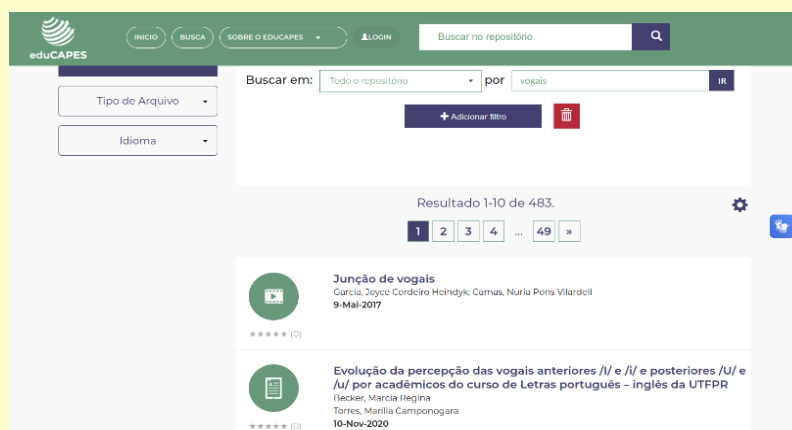 eduCAPES
INICIO
BUSCA
SOBRE O EDUCAPES
LOGIN
Buscar no repositório
Tipo de Arquivo
Idioma
Buscar em: Todo o repositório por vogais IR
+ Adicionar filtro
Resultado 1-10 de 483.
1 2 3 4 ... 49 »
Junção de vogais
Garcia, Joyce Cordeiro Heindyk; Camas, Nuria Pons Vilardell
9-Mai-2017
★★★★★ (0)
Evolução da percepção das vogais anteriores /I/ e /i/ e posteriores /U/ e
/u/ por acadêmicos do curso de Letras português – inglês da UTFPR
Becker, Marcia Regina
Torres, Marilia Camponogara
10-Nov-2020
★★★★★ (0)